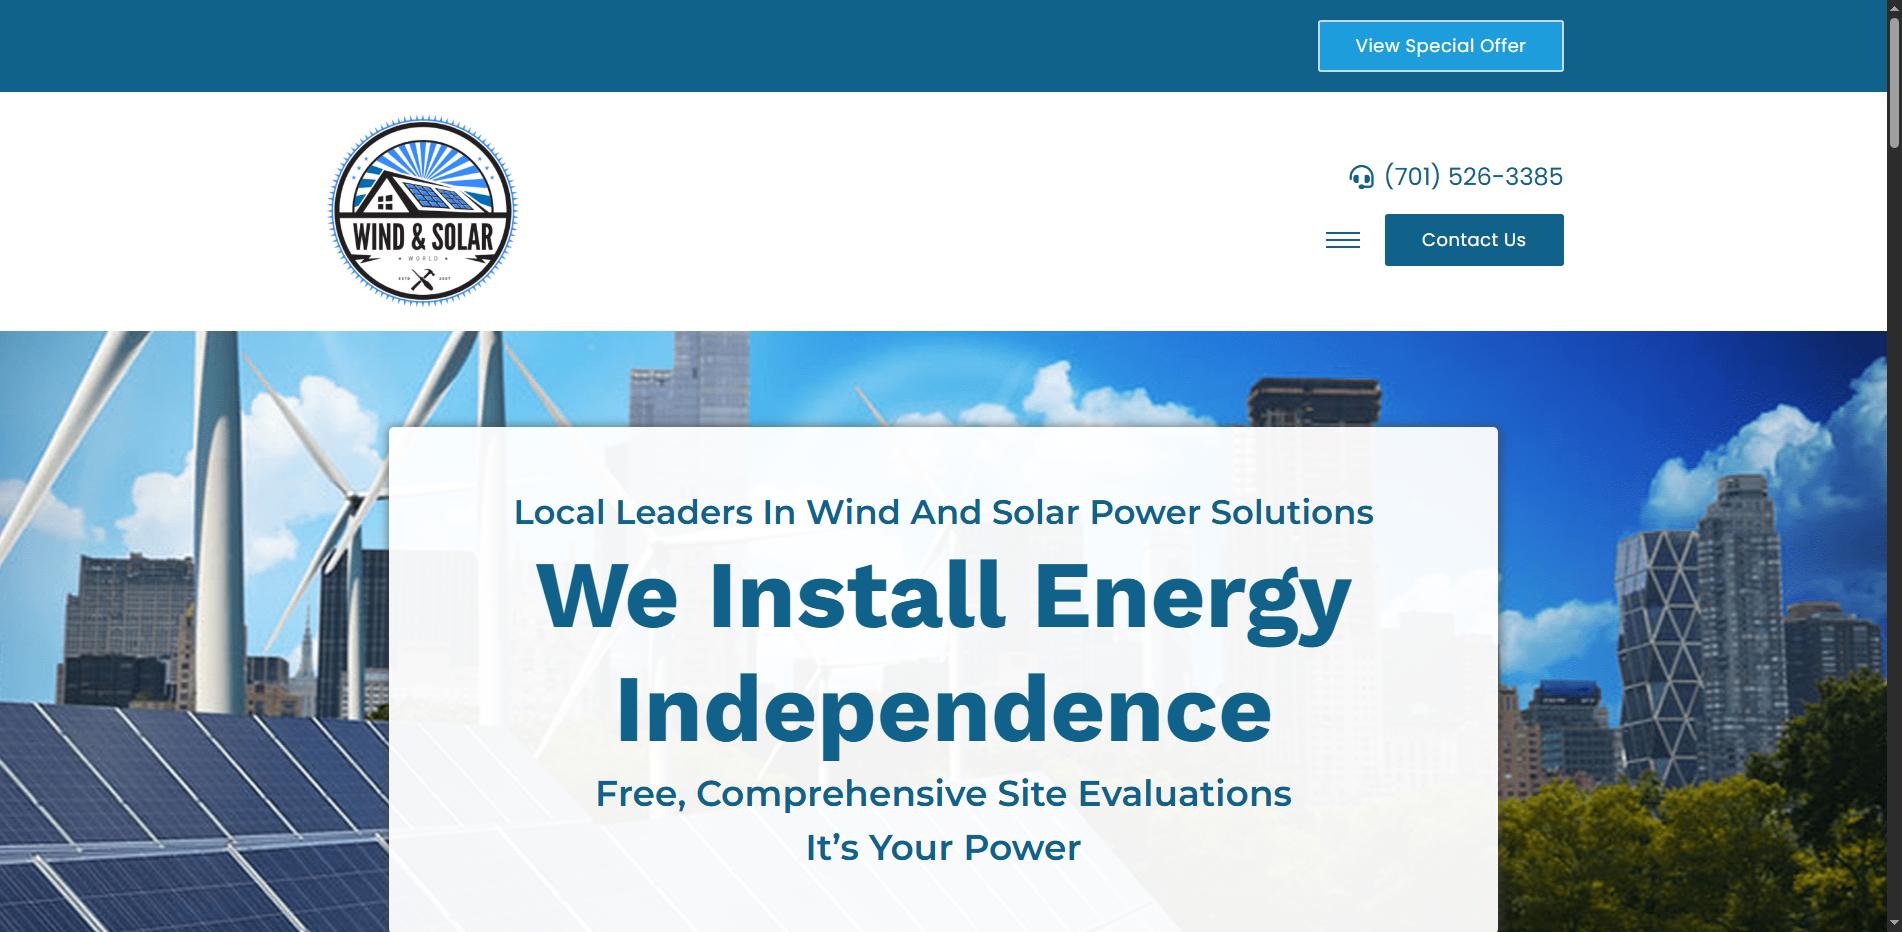 View Special Offer
WIND & SOLAR
WORLD
ESTD 2007
(701) 526-3385
Contact Us
Local Leaders In Wind And Solar Power Solutions
We Install Energy
Independence
Free, Comprehensive Site Evaluations
It’s Your Power